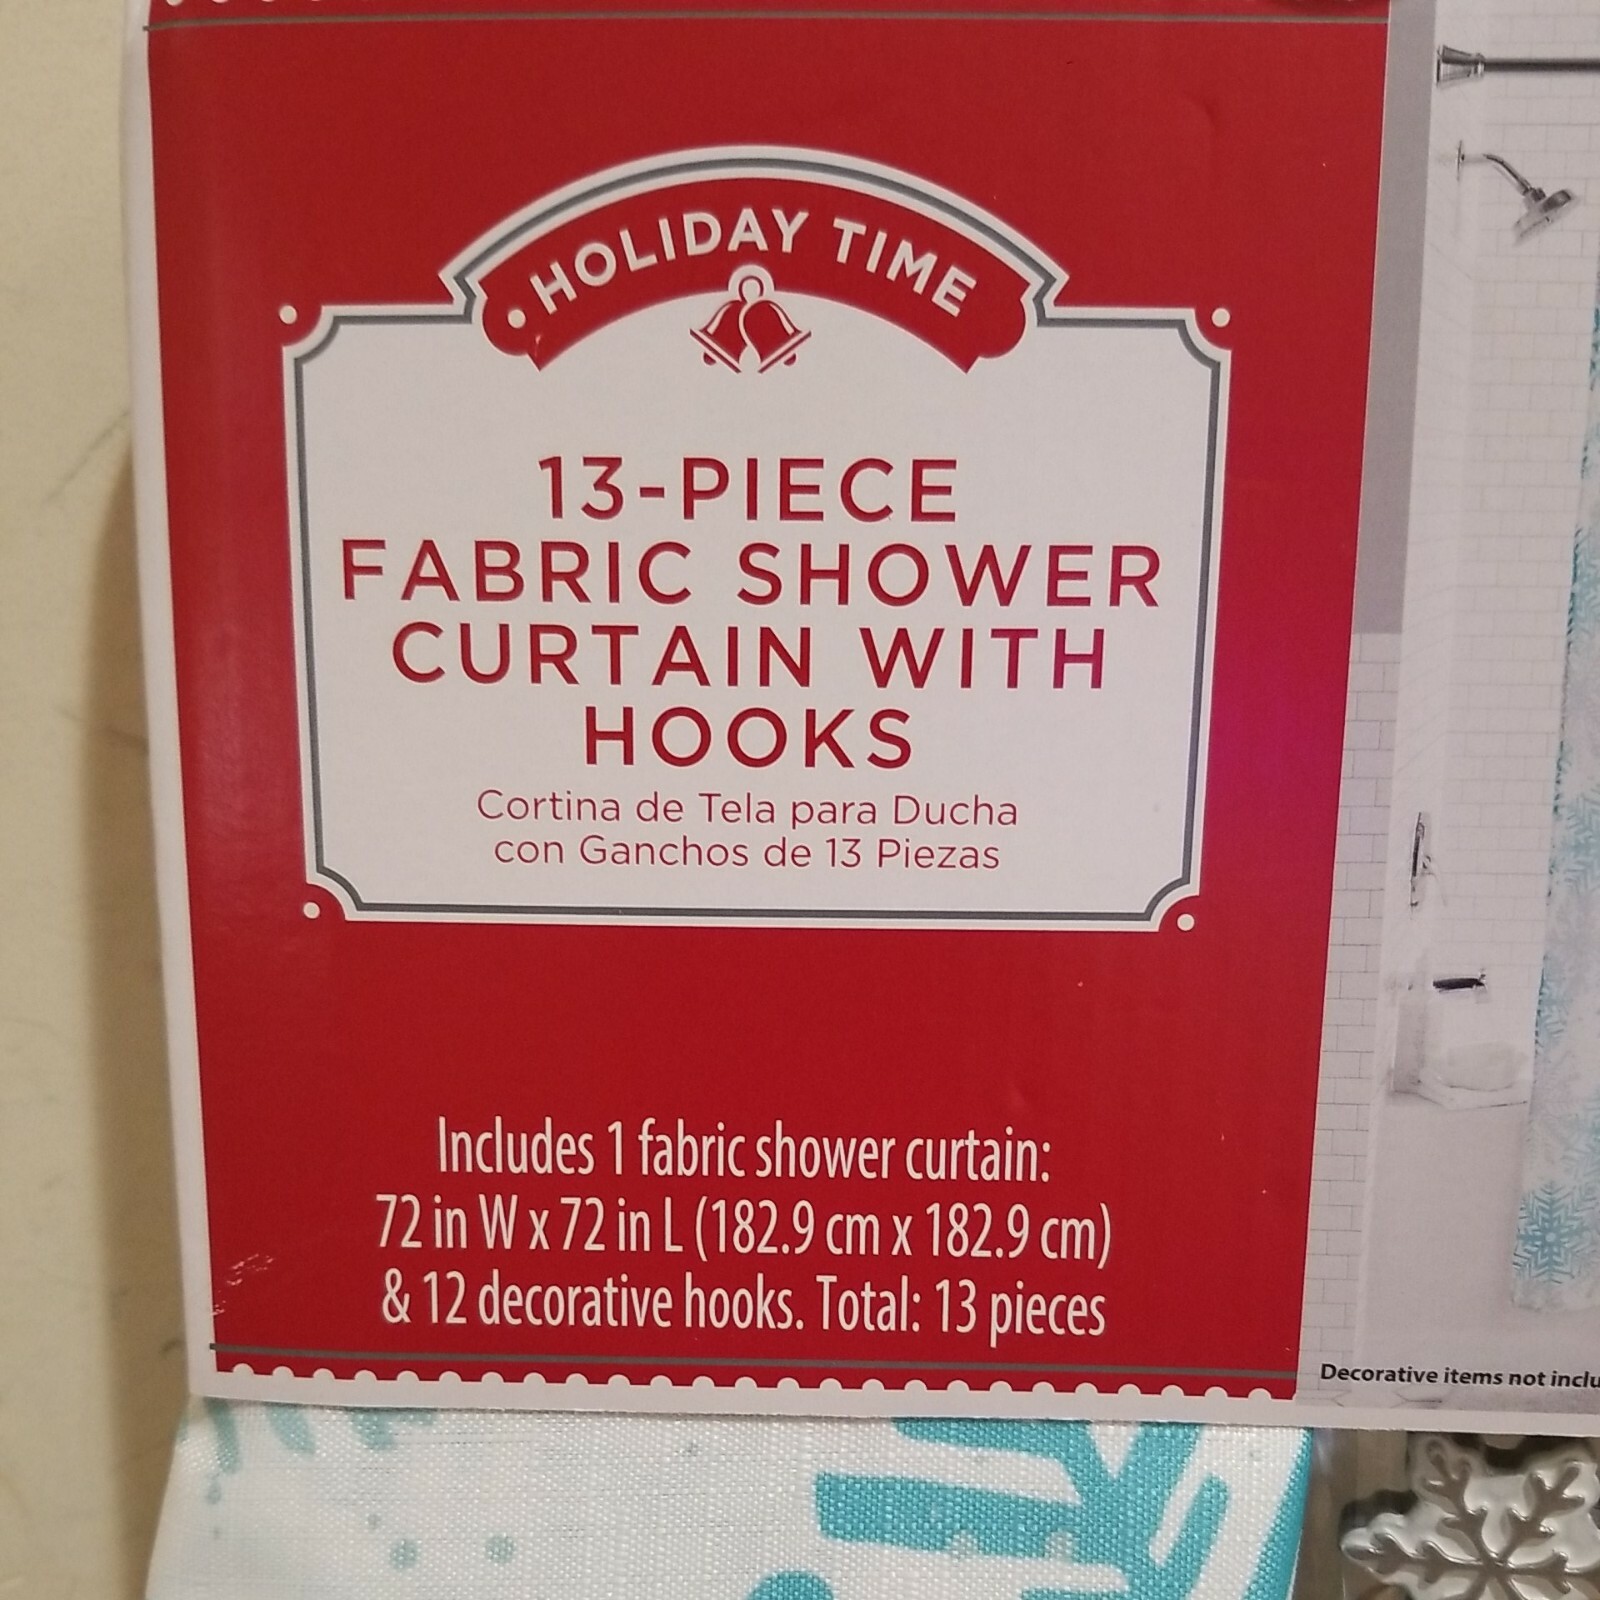 HOLIDAY TIME
13-PIECE
FABRIC SHOWER
CURTAIN WITH
HOOKS
Cortina de Tela para Ducha
con Ganchos de 13 Piezas
Includes 1 fabric shower curtain:
72 in W x 72 in L (182.9 cm x 182.9 cm)
& 12 decorative hooks. Total: 13 pieces
Decorative items not